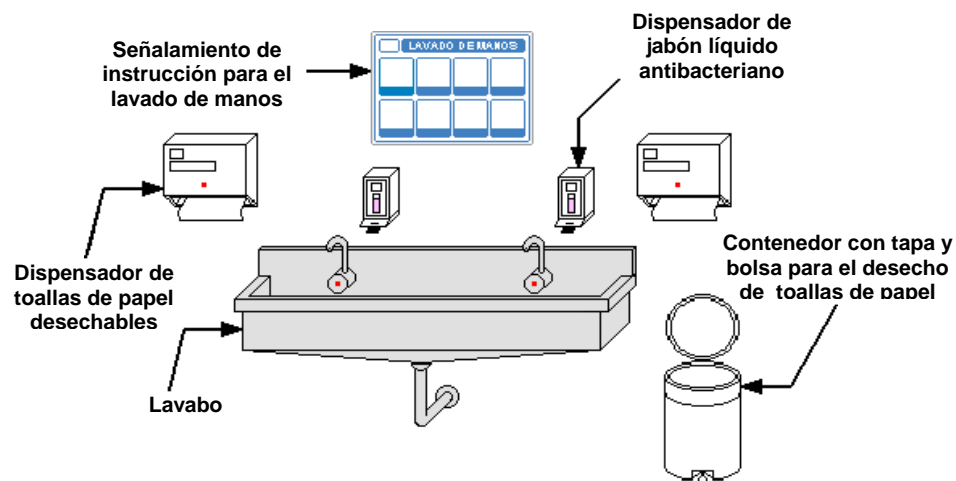 Dispensador de
jabón líquido
antibacteriano
Señalamiento de
instrucción para el
lavado de manos
LAVADO DE MANOS
Contenedor con tapa y
bolsa para el desecho
de toallas de papel
Dispensador de
toallas de papel
desechables
Lavabo